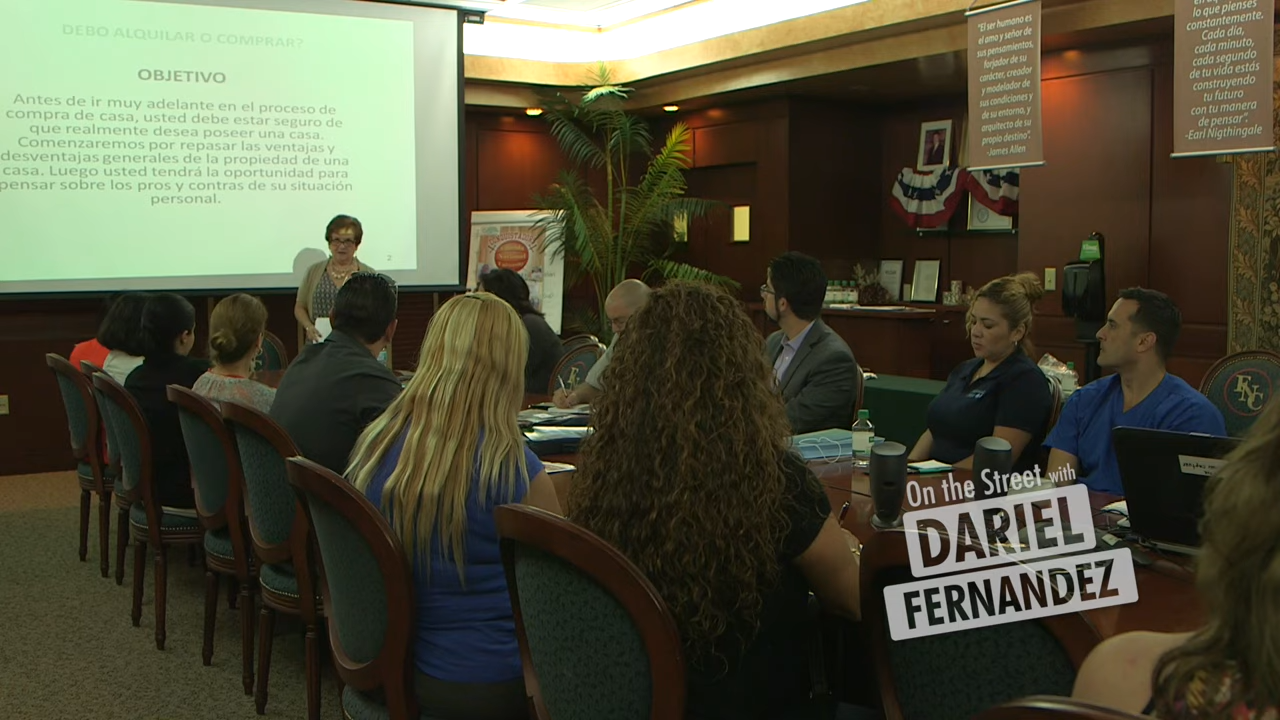 DEBO ALQUILAR O COMPRAR?
OBJETIVO
Antes de ir muy adelante en el proceso de
compra de casa, usted debe estar seguro de
que realmente desea poseer una casa.
Comenzaremos por repasar las ventajas y
desventajas generales de la propiedad de una
casa. Luego usted tendrá la oportunidad para
pensar sobre los pros y contras de su situación
personal.
2
"El ser humano es
el amo y señor de
sus pensamientos,
forjador de su
carácter, creador
y modelador de
sus condiciones y
de su entorno, y
arquitecto de su
propio destino".
-James Allen
lo que pienses
constantemente.
Cada día,
cada minuto,
cada segundo
de tu vida estás
construyendo
tu futuro
con tu manera
de pensar".
-Earl Nigthingale
On the Street with
DARIEL
FERNANDEZ